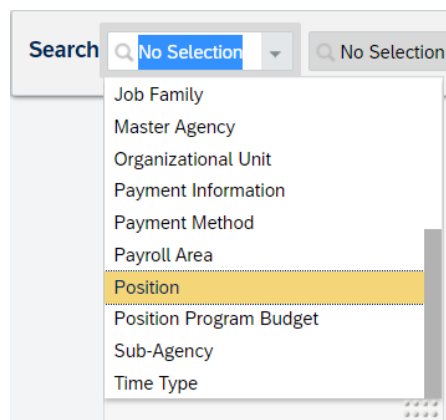 Search No Selection No Selection
Job Family
Master Agency
Organizational Unit
Payment Information
Payment Method
Payroll Area
Position
Position Program Budget
Sub-Agency
Time Type